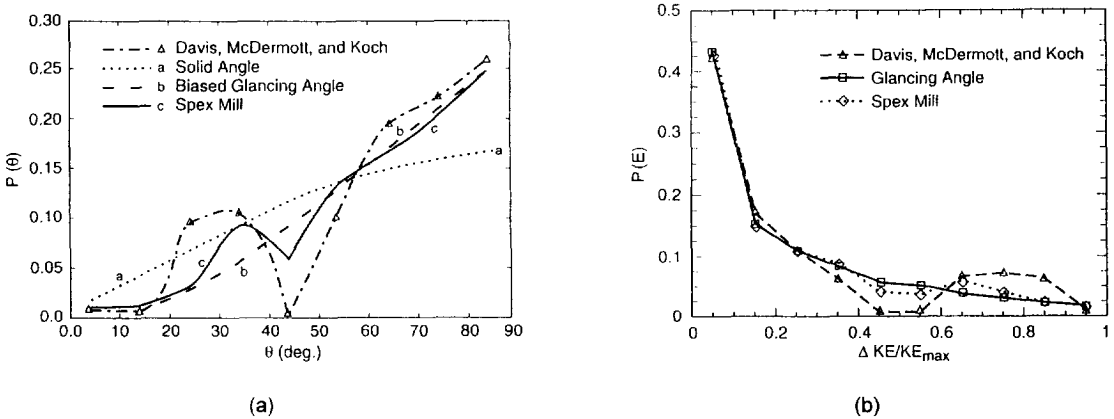 0.30
0.25
0.20
0.15
0.10
0.05
0.0
P (θ)
Davis, McDermott, and Koch
a Solid Angle
b Biased Glancing Angle
c Spex Mill
a
b
c
a
c
b
0.0 10 20 30 40 50 60 70 80 90
θ (deg.)
(a)
0.5
0.4
0.3
0.2
0.1
0
P(E)
Davis, McDermott, and Koch
Glancing Angle
Spex Mill
0 0.2 0.4 0.6 0.8 1
Δ KE/KEmax
(b)